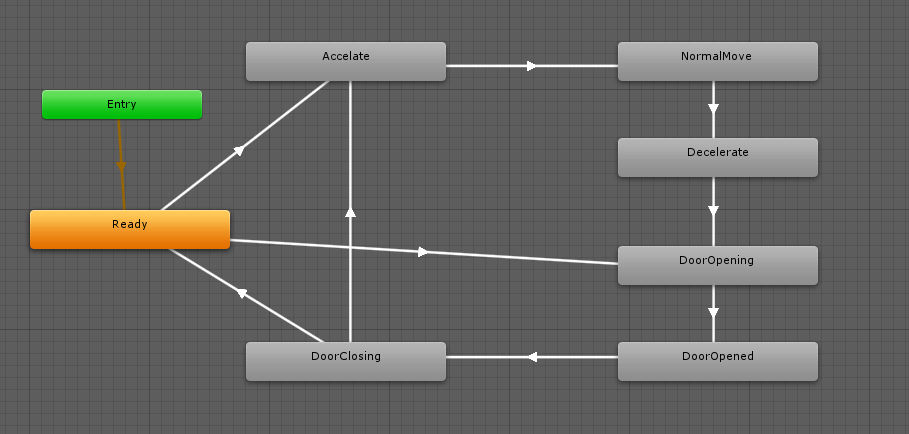 Accelate
NormalMove
Entry
Decelerate
Ready
DoorOpening
DoorClosing
DoorOpened